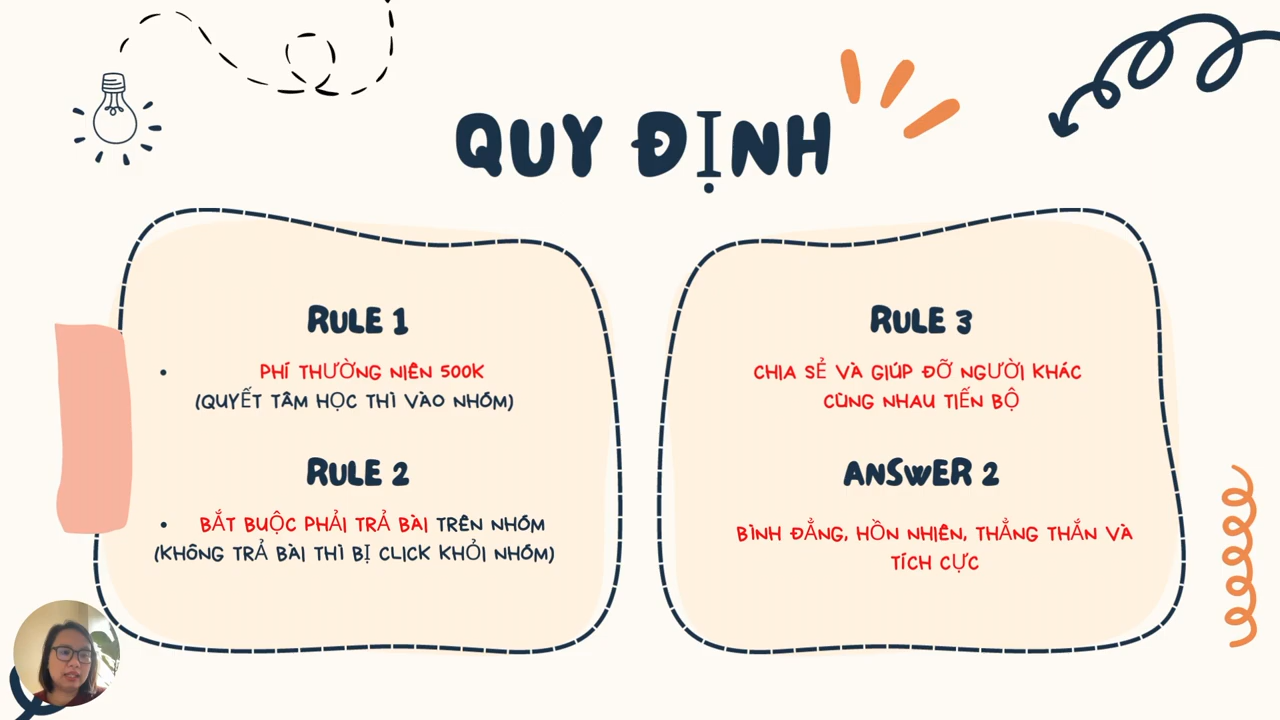 QUY ĐỊNH
RULE 1
• PHÍ THƯỜNG NIÊN 500K
(QUYẾT TÂM HỌC THÌ VÀO NHÓM)
RULE 2
• BẮT BUỘC PHẢI TRẢ BÀI TRÊN NHÓM
(KHÔNG TRẢ BÀI THÌ BỊ CLICK KHỎI NHÓM)
RULE 3
CHIA SẺ VÀ GIÚP ĐỠ NGƯỜI KHÁC
CÙNG NHAU TIẾN BỘ
ANSWER 2
BÌNH ĐẲNG, HỒN NHIÊN, THẲNG THẮN VÀ
TÍCH CỰC